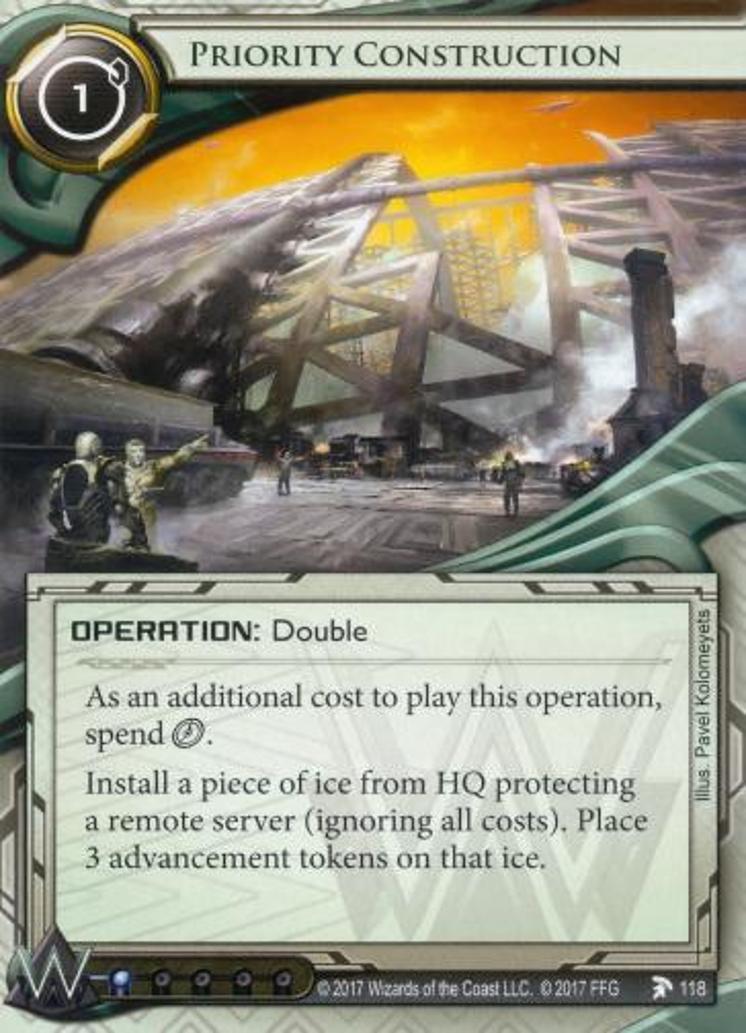 1
PRIORITY CONSTRUCTION
OPERATION: Double
As an additional cost to play this operation,
spend .
Install a piece of ice from HQ protecting
a remote server (ignoring all costs). Place
3 advancement tokens on that ice.
Illus. Pavel Kolomeyets
W
© 2017 Wizards of the Coast LLC. © 2017 FFG 118